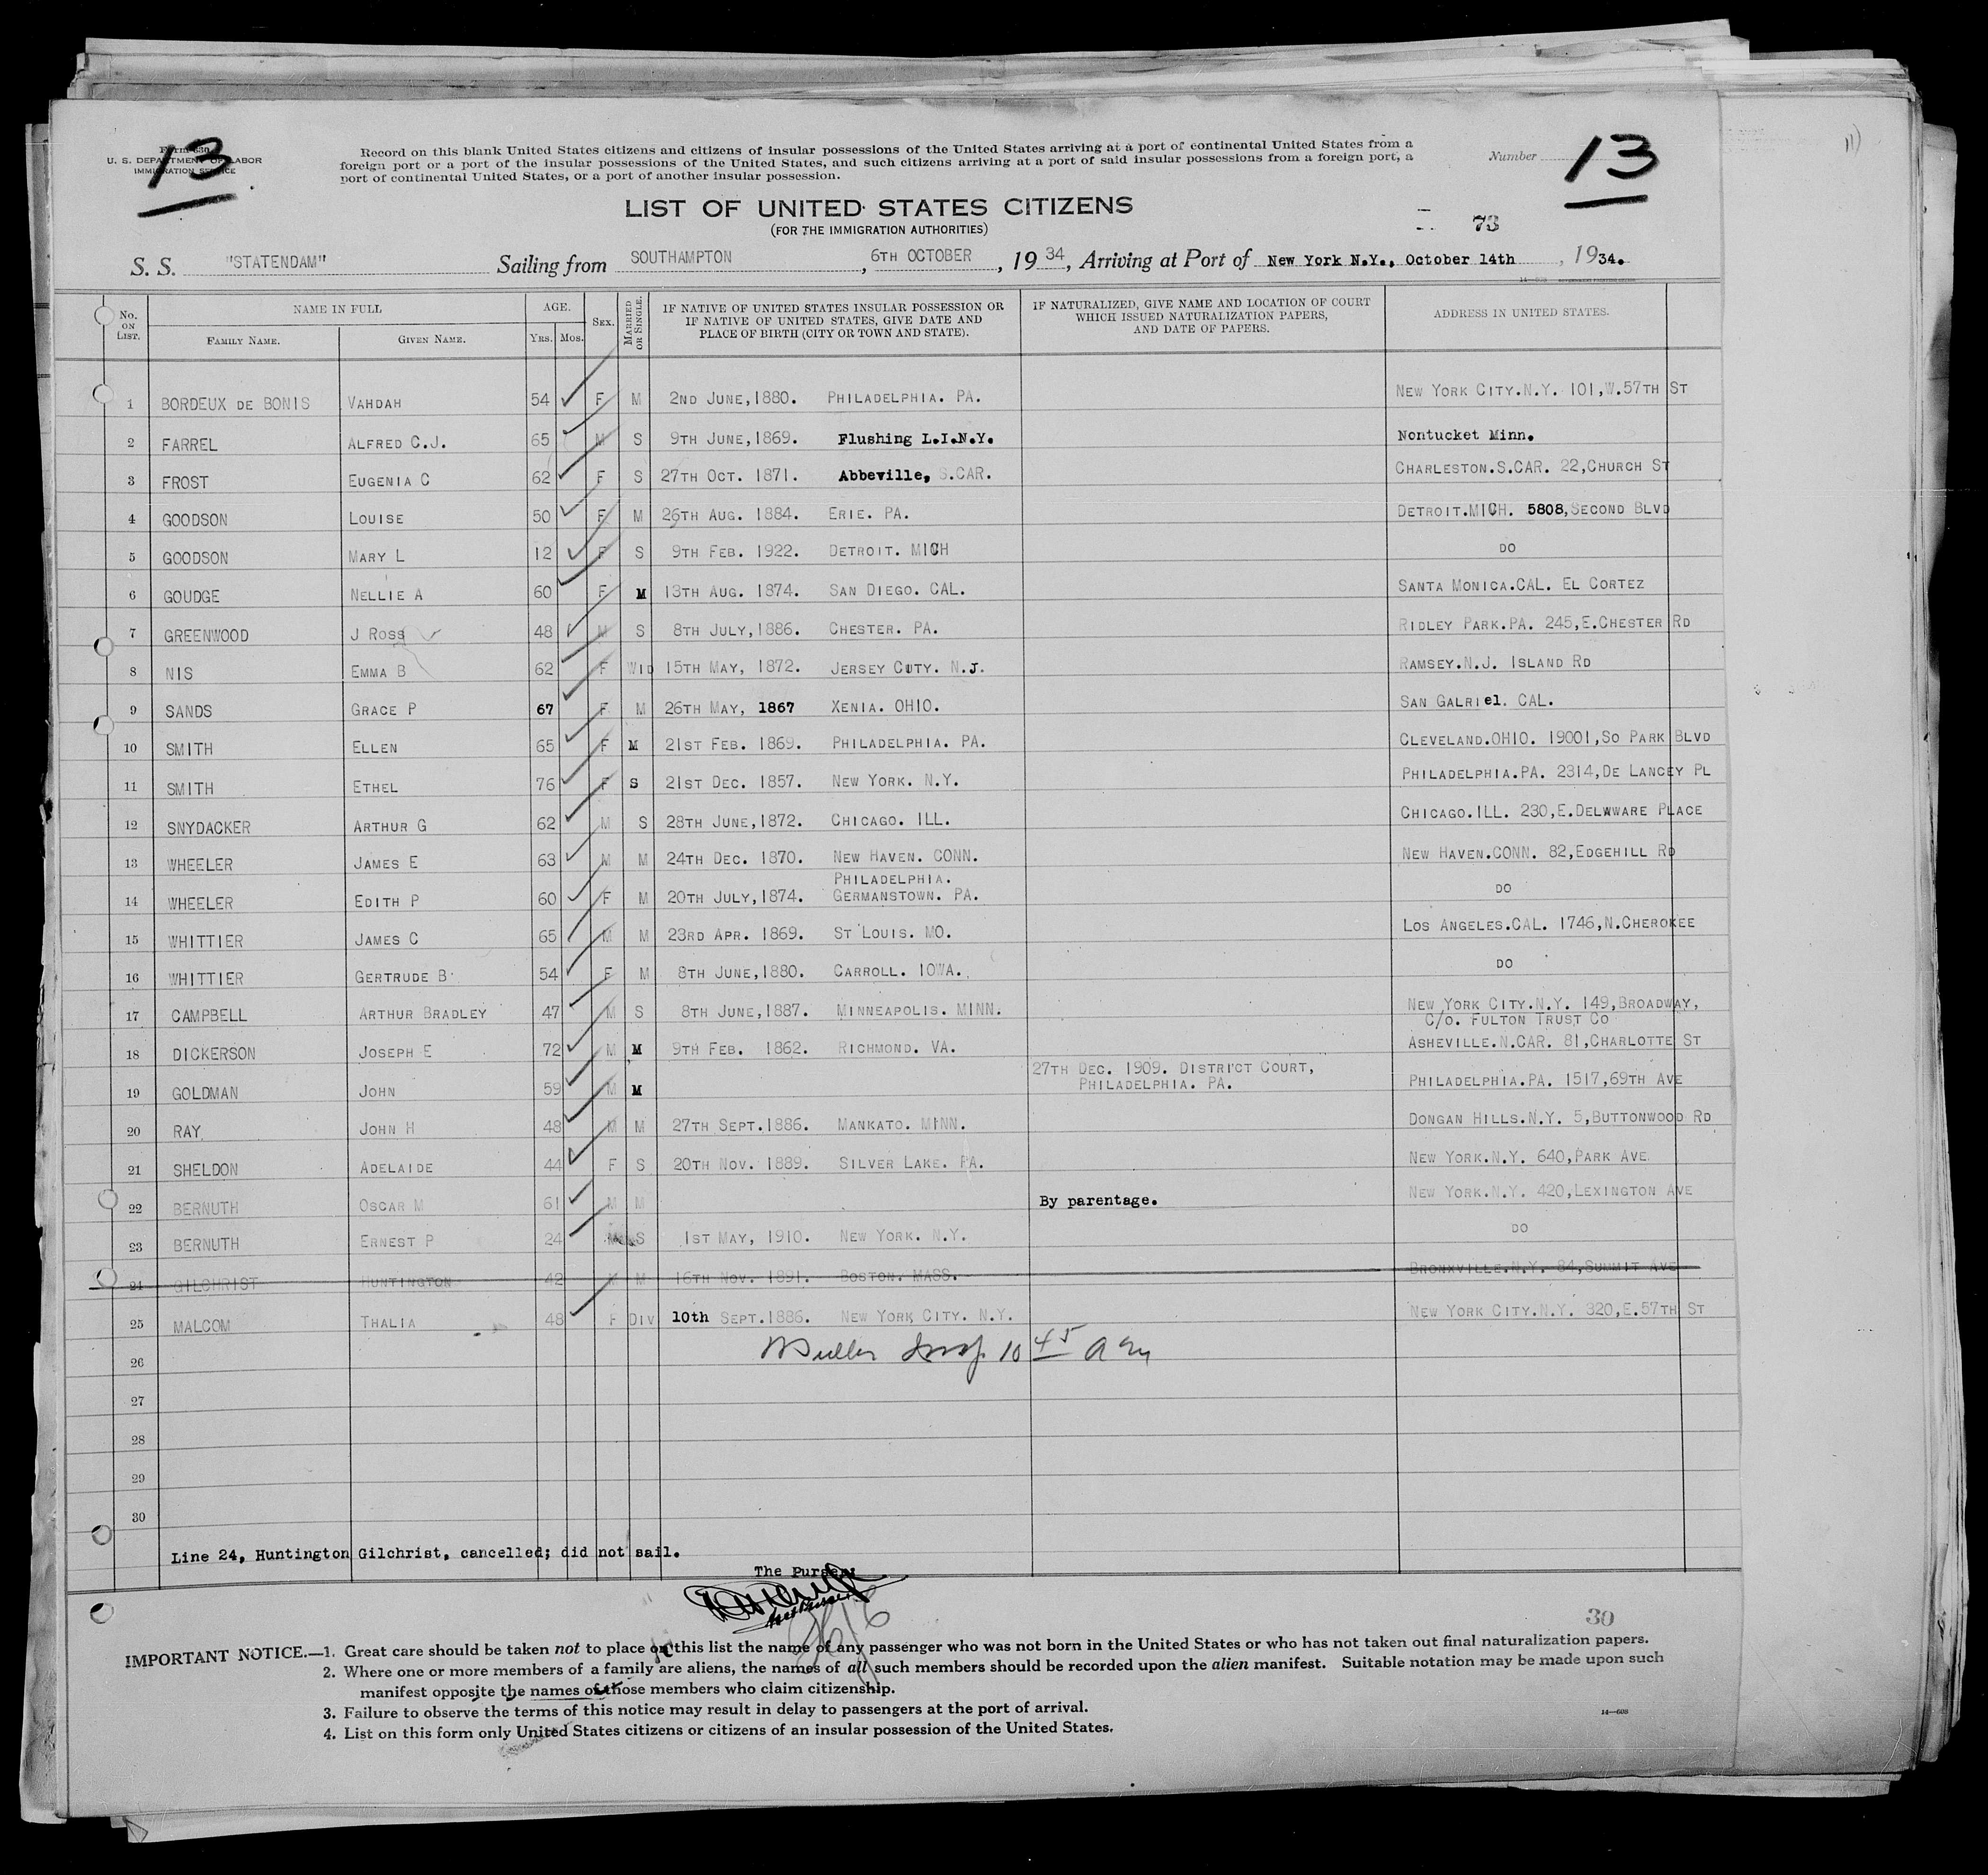 13
Form 630
U. S. DEPARTMENT OF LABOR
IMMIGRATION SERVICE
Record on this blank United States citizens and citizens of insular possessions of the United States arriving at a port of continental United States from a
foreign port or a port of the insular possessions of the United States, and such citizens arriving at a port of said insular possessions from a foreign port, a
port of continental United States, or a port of another insular possession.
Number 13
LIST OF UNITED STATES CITIZENS
(FOR THE IMMIGRATION AUTHORITIES)
73
S. S. "STATENDAM" Sailing from SOUTHAMPTON, 6TH OCTOBER, 1934, Arriving at Port of New York N.Y., October 14th, 1934.
No. ON LIST. NAME IN FULL AGE. SEX. MARRIED OR SINGLE. IF NATIVE OF UNITED STATES INSULAR POSSESSION OR IF NATIVE OF UNITED STATES, GIVE DATE AND PLACE OF BIRTH (CITY OR TOWN AND STATE). IF NATURALIZED, GIVE NAME AND LOCATION OF COURT WHICH ISSUED NATURALIZATION PAPERS, AND DATE OF PAPERS. ADDRESS IN UNITED STATES.
FAMILY NAME. GIVEN NAME. YRS. MOS.
1 BORDEUX DE BONIS VAHDAH 54 F M 2ND JUNE,1880. PHILADELPHIA. PA. NEW YORK CITY.N.Y. 101,W.57TH ST
2 FARREL ALFRED C.J. 65 M S 9TH JUNE,1869. Flushing L.I.N.Y. Nontucket Minn.
3 FROST EUGENIA C 62 F S 27TH OCT. 1871. Abbeville, S.CAR. CHARLESTON.S.CAR. 22,CHURCH ST
4 GOODSON LOUISE 50 F M 26TH AUG. 1884. ERIE. PA. DETROIT.MICH. 5808,SECOND BLVD
5 GOODSON MARY L 12 F S 9TH FEB. 1922. DETROIT. MICH DO
6 GOUDGE NELLIE A 60 F M 13TH AUG. 1874. SAN DIEGO. CAL. SANTA MONICA.CAL. EL CORTEZ
7 GREENWOOD J ROSS 48 M S 8TH JULY,1886. CHESTER. PA. RIDLEY PARK.PA. 245,E.CHESTER RD
8 NIS EMMA B 62 F WID 15TH MAY, 1872. JERSEY CUTY. N.J. RAMSEY.N.J. ISLAND RD
9 SANDS GRACE P 67 F M 26TH MAY, 1867 XENIA. OHIO. SAN GALRIel. CAL.
10 SMITH ELLEN 65 F M 21ST FEB. 1869. PHILADELPHIA. PA. CLEVELAND.OHIO. 19001,SO PARK BLVD
11 SMITH ETHEL 76 F S 21ST DEC. 1857. NEW YORK. N.Y. PHILADELPHIA.PA. 2314,DE LANCEY PL
12 SNYDACKER ARTHUR G 62 M S 28TH JUNE,1872. CHICAGO. ILL. CHICAGO.ILL. 230,E.DELWWARE PLACE
13 WHEELER JAMES E 63 M M 24TH DEC. 1870. NEW HAVEN. CONN. NEW HAVEN.CONN. 82,EDGEHILL RD
PHILADELPHIA.
14 WHEELER EDITH P 60 F M 20TH JULY,1874. GERMANSTOWN. PA. DO
15 WHITTIER JAMES C 65 M M 23RD APR. 1869. ST LOUIS. MO. LOS ANGELES.CAL. 1746,N.CHEROKEE
16 WHITTIER GERTRUDE B 54 F M 8TH JUNE,1880. CARROLL. IOWA. DO
17 CAMPBELL ARTHUR BRADLEY 47 M S 8TH JUNE,1887. MINNEAPOLIS. MINN. NEW YORK CITY.N.Y. 149,BROADWAY,
C/O. FULTON TRUST CO
18 DICKERSON JOSEPH E 72 M M 9TH FEB. 1862. RICHMOND. VA. ASHEVILLE.N.CAR. 81,CHARLOTTE ST
27TH DEC. 1909. DISTRICT COURT,
19 GOLDMAN JOHN 59 M M PHILADELPHIA. PA. PHILADELPHIA.PA. 1517,69TH AVE
20 RAY JOHN H 48 M M 27TH SEPT.1886. MANKATO. MINN. DONGAN HILLS.N.Y. 5,BUTTONWOOD RD
21 SHELDON ADELAIDE 44 F S 20TH NOV. 1889. SILVER LAKE. PA. NEW YORK.N.Y. 640,PARK AVE.
22 BERNUTH OSCAR M 61 M M By parentage. NEW YORK.N.Y. 420,LEXINGTON AVE
23 BERNUTH ERNEST P 24 S 1ST MAY, 1910. NEW YORK. N.Y. DO
24 GILCHRIST HUNTINGTON 42 M M 16TH NOV. 1891. BOSTON. MASS. BRONXVILLE.N.Y. 84,SUMMIT AVE
25 MALCOM THALIA 48 F DIV 10th SEPT.1886. NEW YORK CITY. N.Y. NEW YORK CITY.N.Y. 320,E.57TH ST
26 Insp 10 45 am
27
28
29
30
Line 24, Huntington Gilchrist, cancelled; did not sail.
The Purser:
30
IMPORTANT NOTICE.—1. Great care should be taken not to place on this list the name of any passenger who was not born in the United States or who has not taken out final naturalization papers.
2. Where one or more members of a family are aliens, the names of all such members should be recorded upon the alien manifest. Suitable notation may be made upon such
manifest opposite the names of those members who claim citizenship.
3. Failure to observe the terms of this notice may result in delay to passengers at the port of arrival.
4. List on this form only United States citizens or citizens of an insular possession of the United States.
14—608